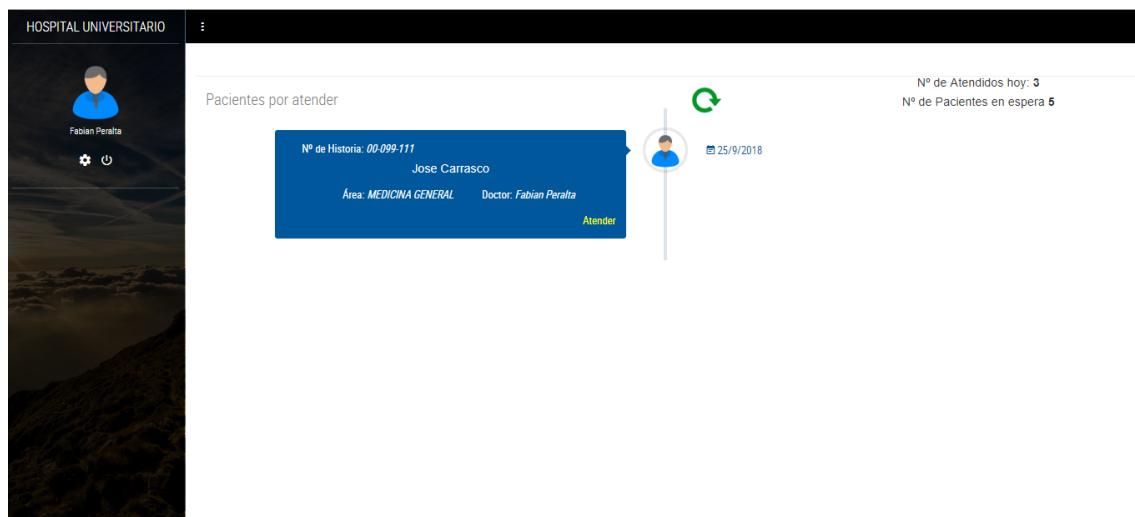 HOSPITAL UNIVERSITARIO
Fabian Peralta
Pacientes por atender
Nº de Atendidos hoy: 3
Nº de Pacientes en espera 5
Nº de Historia: 00-099-111
Jose Carrasco
Área: MEDICINA GENERAL Doctor: Fabian Peralta
Atender
25/9/2018